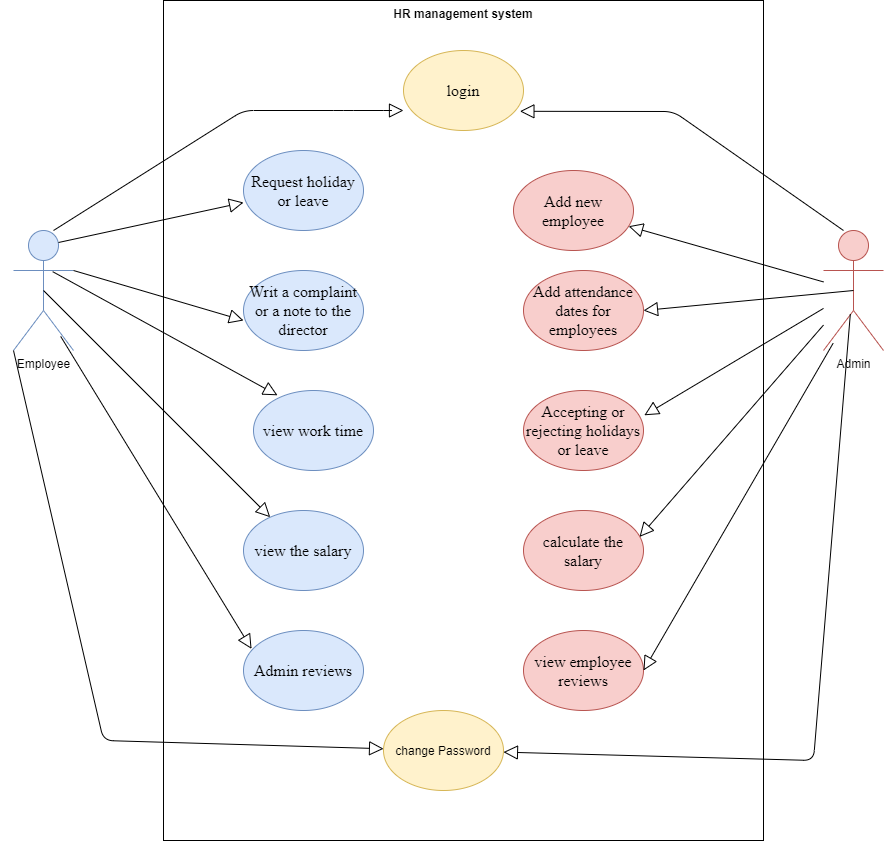 HR management system
login
Request holiday
or leave
Add new
employee
Writ a complaint
or a note to the
director
Add attendance
dates for
employees
Employee
Admin
view work time
Accepting or
rejecting holidays
or leave
view the salary
calculate the
salary
Admin reviews
view employee
reviews
change Password